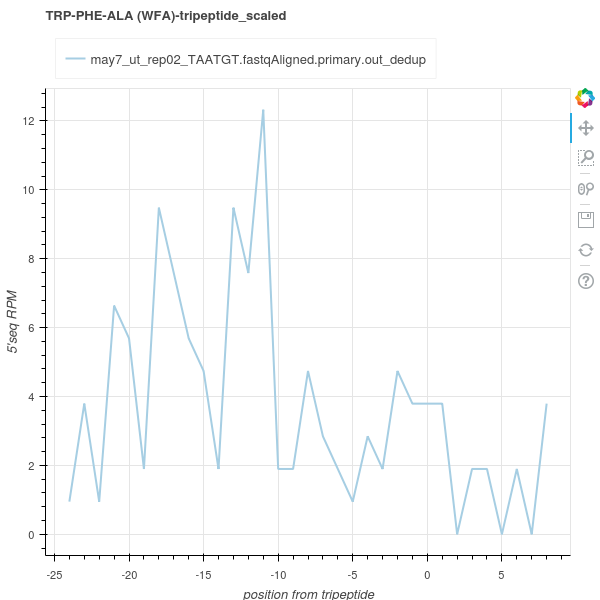 TRP-PHE-ALA (WFA)-tripeptide_scaled
may7_ut_rep02_TAATGT.fastqAligned.primary.out_dedup
12
10
8
6
4
2
0
5'seq RPM
-25 -20 -15 -10 -5 0 5
position from tripeptide